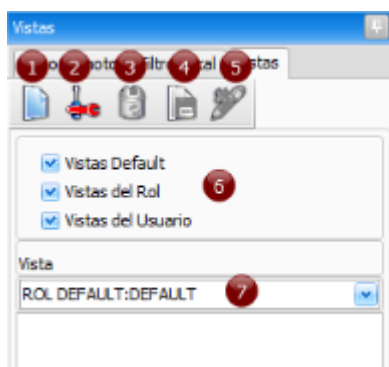 Vistas
1 2 3 4 5
Vistas Default
Vistas del Rol
6
Vistas del Usuario
Vista
ROL DEFAULT:DEFAULT 7